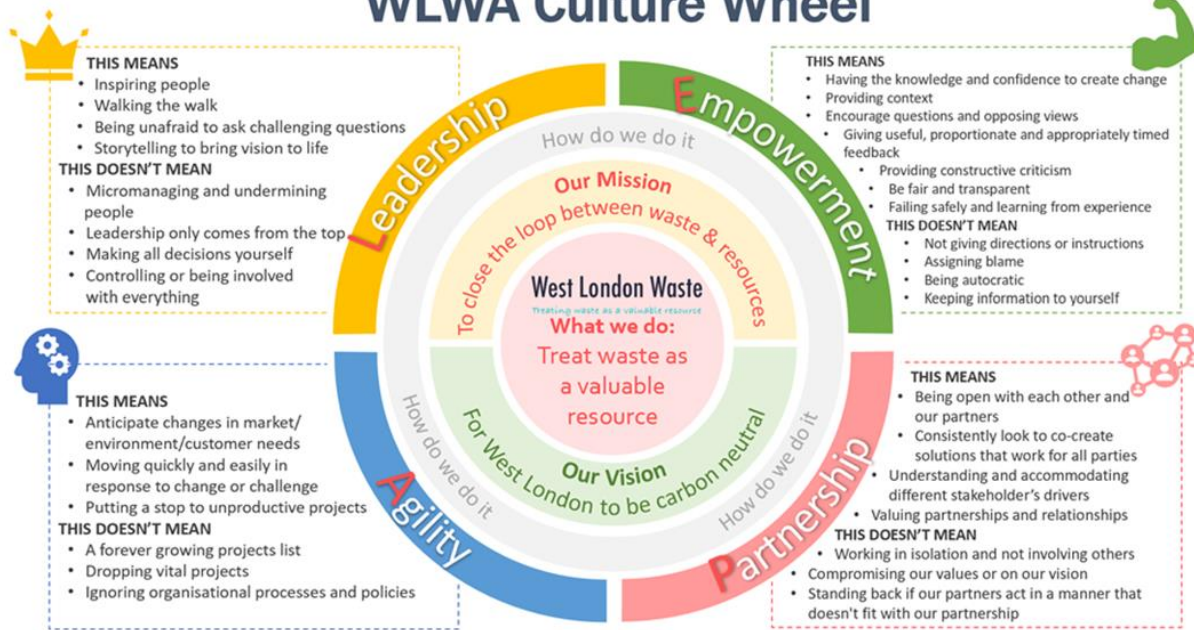 WLWA Culture Wheel
THIS MEANS
• Inspiring people
• Walking the walk
• Being unafraid to ask challenging questions
• Storytelling to bring vision to life
THIS DOESN'T MEAN
• Micromanaging and undermining
people
• Leadership only comes from the top
• Making all decisions yourself
• Controlling or being involved
with everything
Leadership
Empowerment
THIS MEANS
• Having the knowledge and confidence to create change
• Providing context
• Encourage questions and opposing views
• Giving useful, proportionate and appropriately timed
feedback
• Providing constructive criticism
• Be fair and transparent
• Failing safely and learning from experience
THIS DOESN'T MEAN
• Not giving directions or instructions
• Assigning blame
• Being autocratic
• Keeping information to yourself
How do we do it
Our Mission
To close the loop between waste & resources
West London Waste
Treating waste as a valuable resource
What we do:
Treat waste as
a valuable
resource
Our Vision
For West London to be carbon neutral
How do we do it
How do we do it
THIS MEANS
• Anticipate changes in market/
environment/customer needs
• Moving quickly and easily in
response to change or challenge
• Putting a stop to unproductive projects
THIS DOESN'T MEAN
• A forever growing projects list
• Dropping vital projects
• Ignoring organisational processes and policies
Agility
Partnership
THIS MEANS
• Being open with each other and
our partners
• Consistently look to co-create
solutions that work for all parties
• Understanding and accommodating
different stakeholder's drivers
• Valuing partnerships and relationships
THIS DOESN'T MEAN
• Working in isolation and not involving others
• Compromising our values or on our vision
• Standing back if our partners act in a manner that
doesn't fit with our partnership